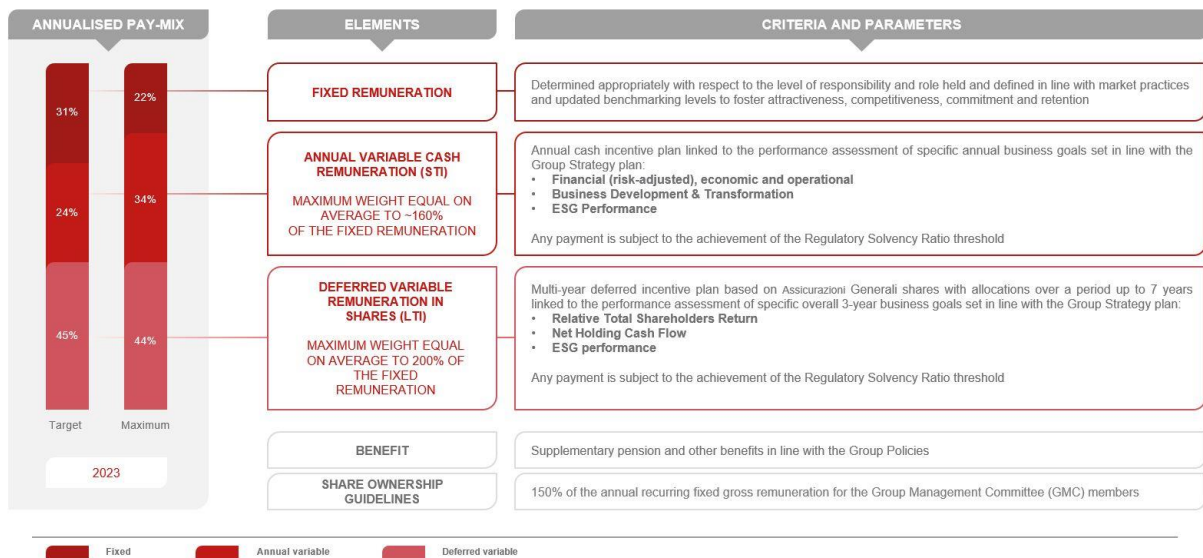 ANNUALISED PAY-MIX
ELEMENTS
CRITERIA AND PARAMETERS
31%
24%
45%
Target
22%
34%
44%
Maximum
2023
FIXED REMUNERATION
Determined appropriately with respect to the level of responsibility and role held and defined in line with market practices
and updated benchmarking levels to foster attractiveness, competitiveness, commitment and retention
ANNUAL VARIABLE CASH
REMUNERATION (STI)
MAXIMUM WEIGHT EQUAL ON
AVERAGE TO ~160%
OF THE FIXED REMUNERATION
Annual cash incentive plan linked to the performance assessment of specific annual business goals set in line with the
Group Strategy plan:
• Financial (risk-adjusted), economic and operational
• Business Development & Transformation
• ESG Performance
Any payment is subject to the achievement of the Regulatory Solvency Ratio threshold
DEFERRED VARIABLE
REMUNERATION IN
SHARES (LTI)
MAXIMUM WEIGHT EQUAL
ON AVERAGE TO 200% OF
THE FIXED
REMUNERATION
Multi-year deferred incentive plan based on Assicurazioni Generali shares with allocations over a period up to 7 years
linked to the performance assessment of specific overall 3-year business goals set in line with the Group Strategy plan:
• Relative Total Shareholders Return
• Net Holding Cash Flow
• ESG performance
Any payment is subject to the achievement of the Regulatory Solvency Ratio threshold
BENEFIT
Supplementary pension and other benefits in line with the Group Policies
SHARE OWNERSHIP
GUIDELINES
150% of the annual recurring fixed gross remuneration for the Group Management Committee (GMC) members
Fixed
Annual variable
Deferred variable